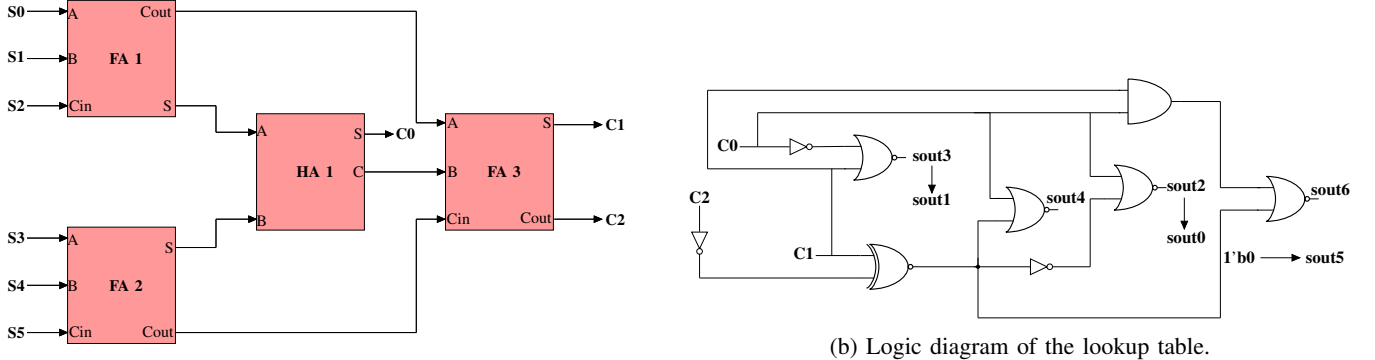 S0
A
Cout
S1
B
FA 1
S2
Cin
S
A
S
C0
HA 1
C
B
A
S
C1
B
FA 3
Cin
Cout
C2
S3
A
S
S4
B
FA 2
S5
Cin
Cout
C0
sout3
sout1
C2
C1
sout4
sout2
sout0
sout6
1'b0
sout5
(b) Logic diagram of the lookup table.